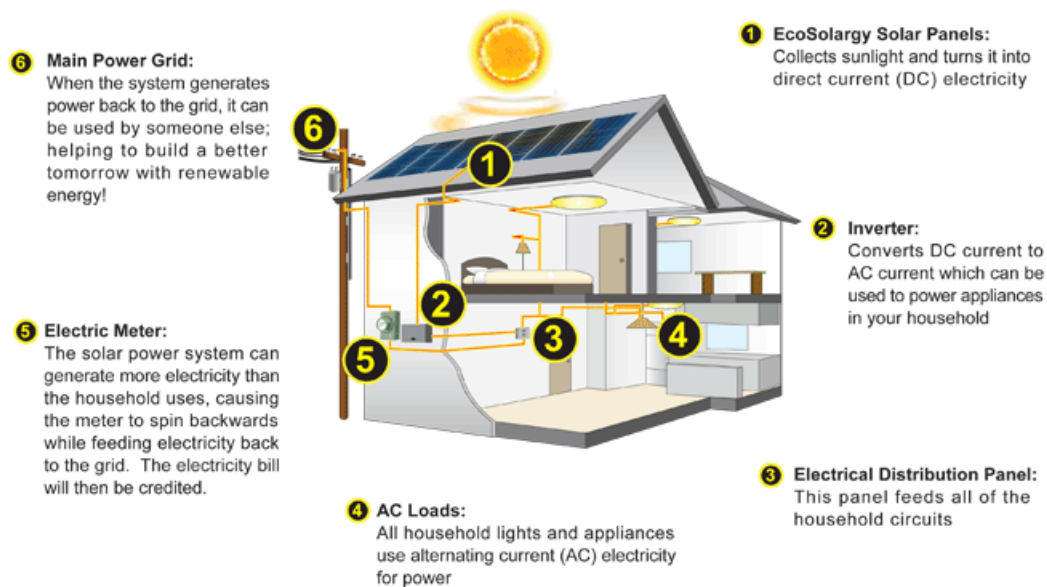 1 EcoSolargy Solar Panels:
Collects sunlight and turns it into
direct current (DC) electricity
2 Inverter:
Converts DC current to
AC current which can be
used to power appliances
in your household
3 Electrical Distribution Panel:
This panel feeds all of the
household circuits
4 AC Loads:
All household lights and appliances
use alternating current (AC) electricity
for power
5 Electric Meter:
The solar power system can
generate more electricity than
the household uses, causing
the meter to spin backwards
while feeding electricity back
to the grid. The electricity bill
will then be credited.
6 Main Power Grid:
When the system generates
power back to the grid, it can
be used by someone else;
helping to build a better
tomorrow with renewable
energy!
6
1
2
5
3
4